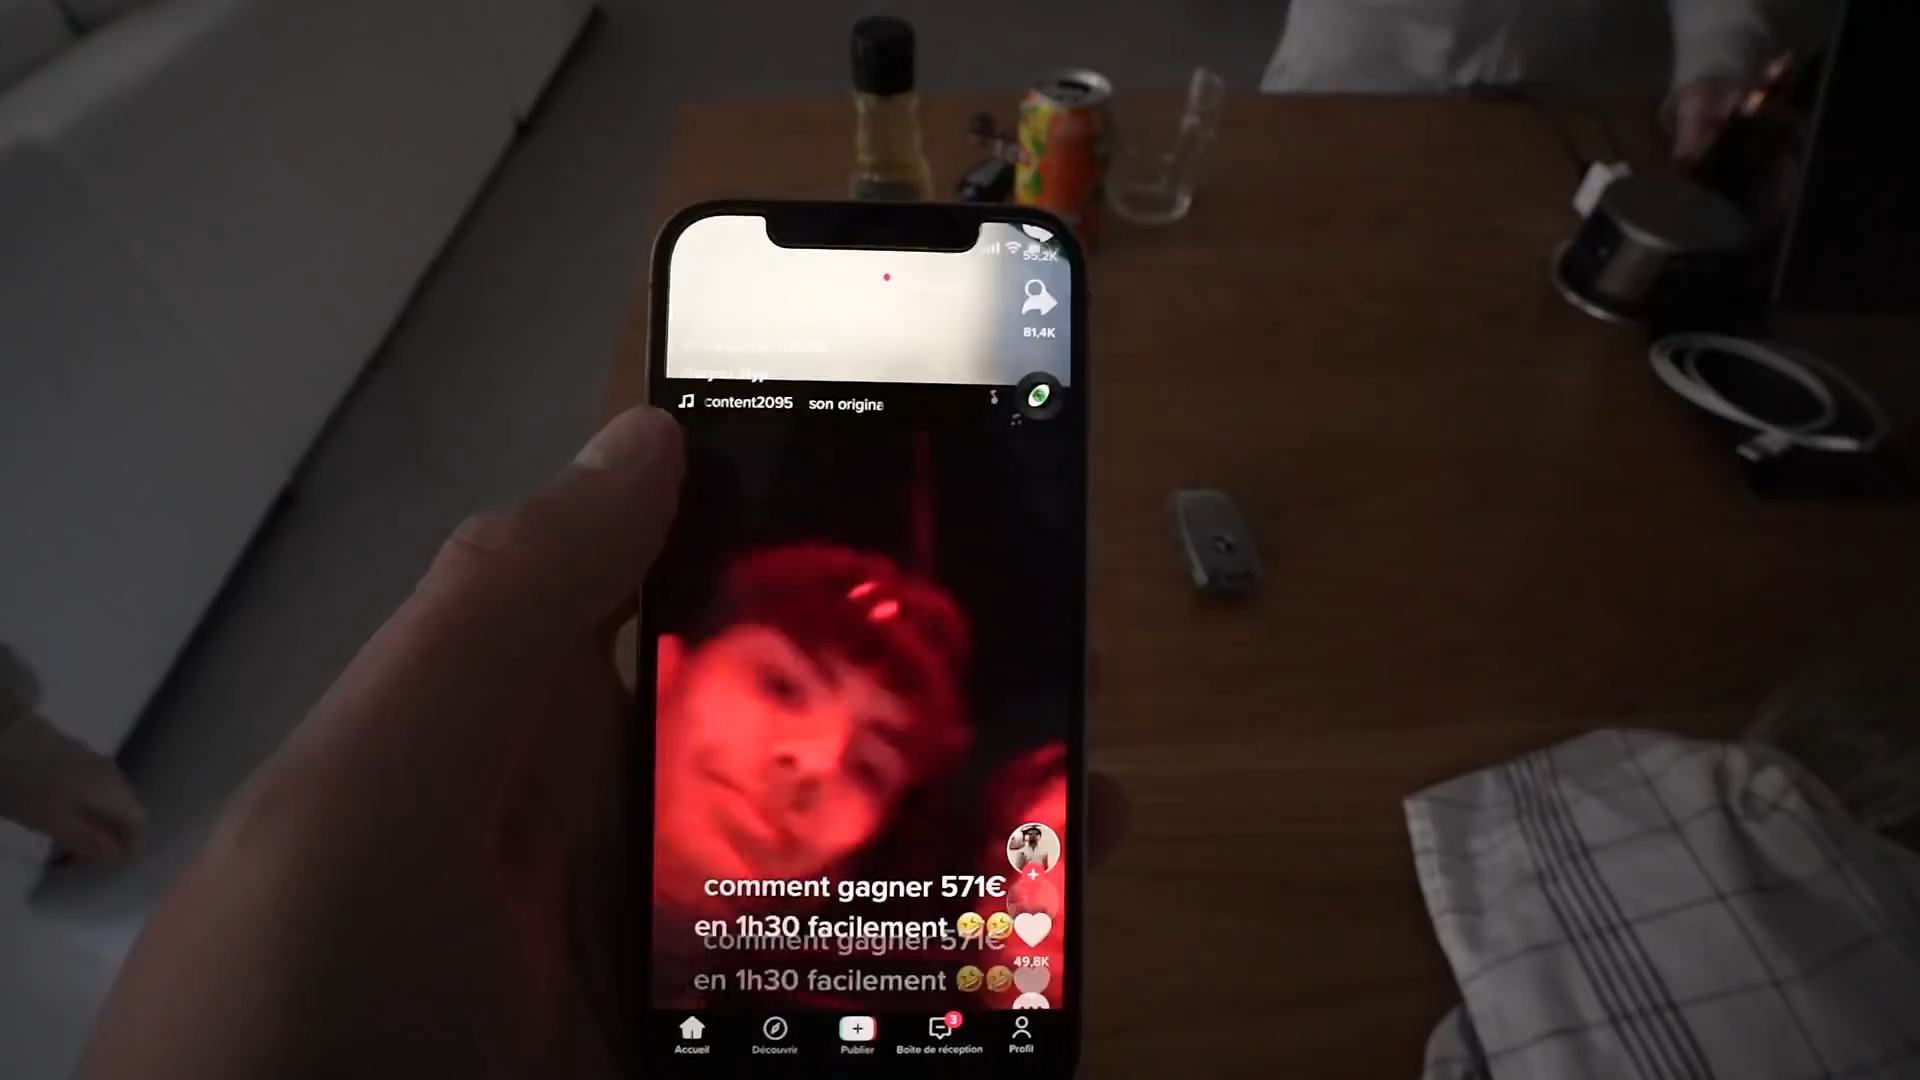 55,2K
81,4K
content2095 son origina
comment gagner 571€
en 1h30 facilement 🤣🤣
comment gagner 571€
en 1h30 facilement 🤣🤣
49,8K
3
Accueil Découvrir Publier Boîte de réception Profil